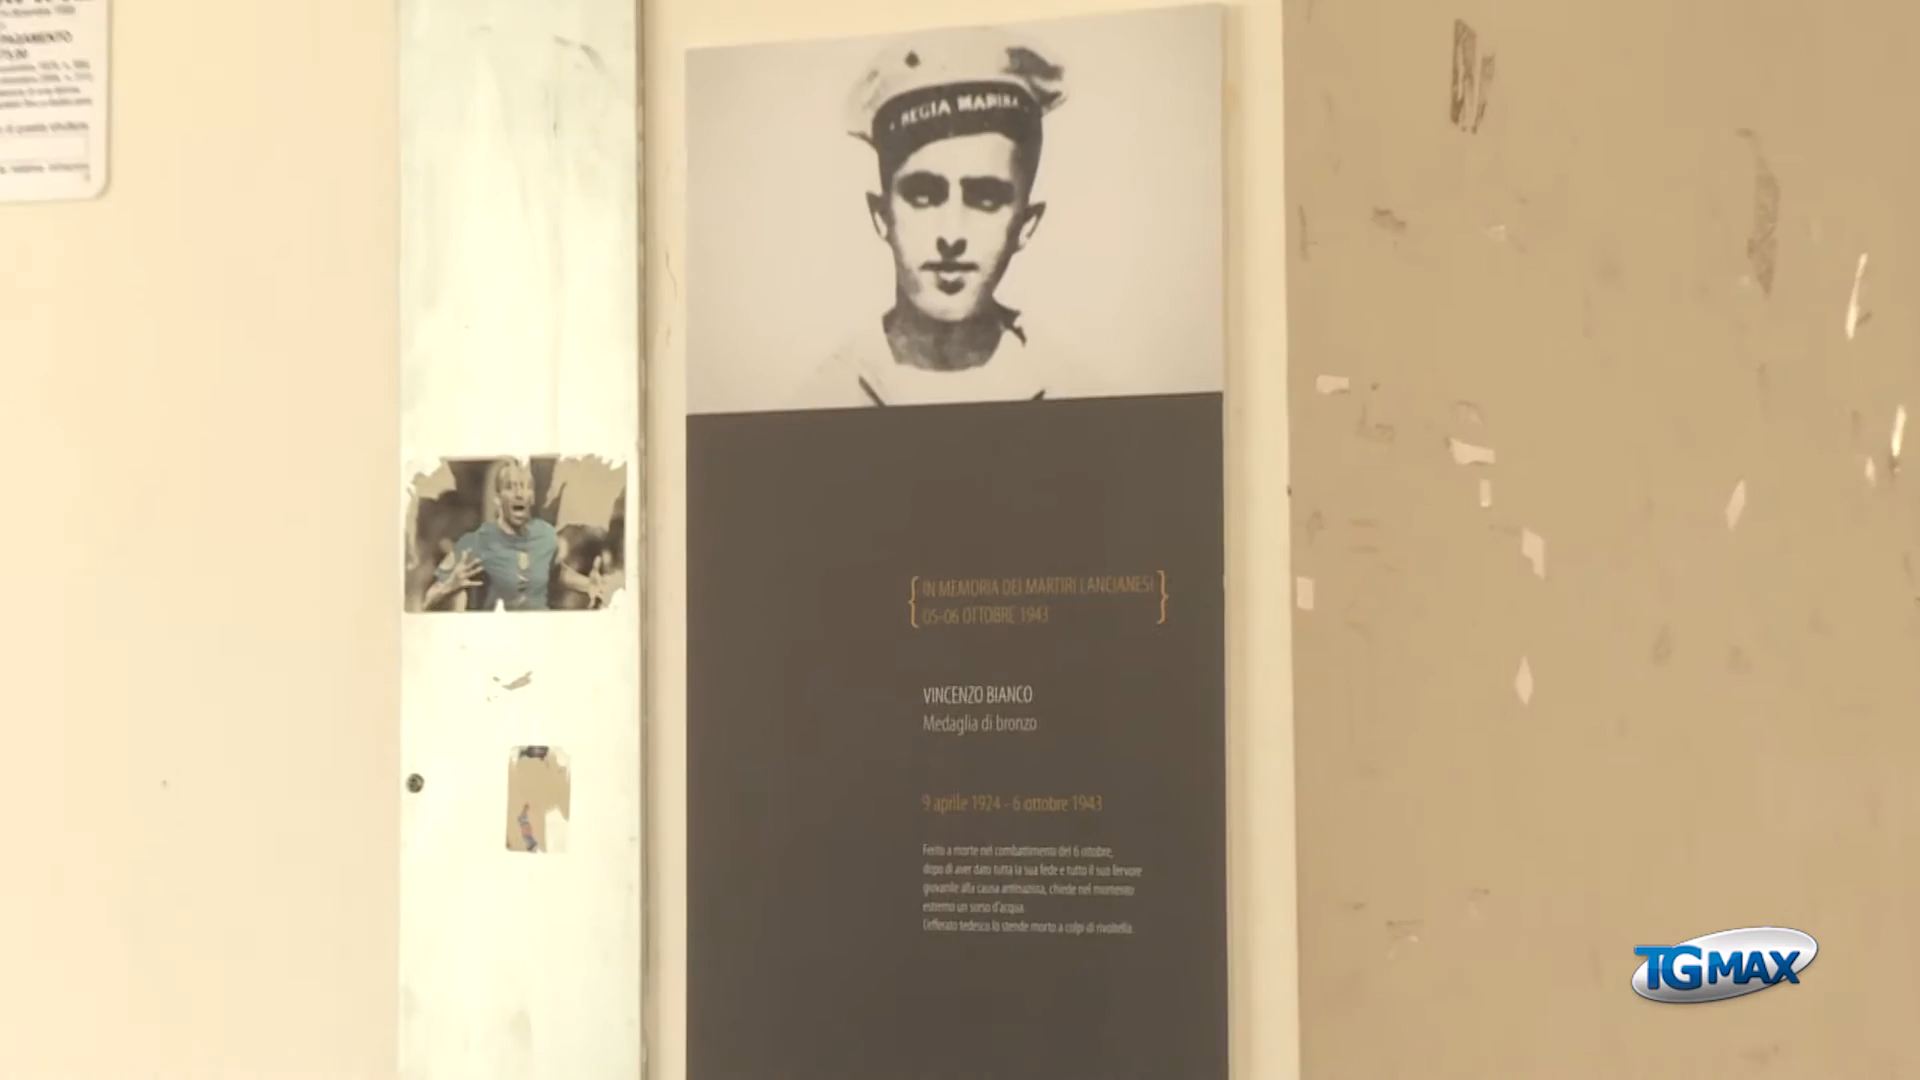 PAGAMENTO
REGIA MARINA
{ IN MEMORIA DEI MARTIRI LANCIANESI
05-06 OTTOBRE 1943 }
VINCENZO BIANCO
Medaglia di bronzo
9 aprile 1924 - 6 ottobre 1943
Ferito a morte nel combattimento del 6 ottobre,
dopo di aver dato tutta la sua fede e tutto il suo fervore
giovanile alla causa antinazista, chiede nel momento
estremo un sorso d'acqua.
L'efferato tedesco lo stende morto a colpi di rivoltella.
TGMAX